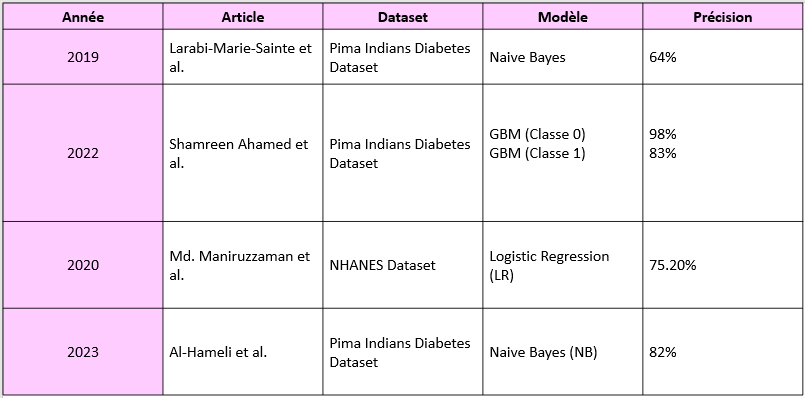 Année Article Dataset Modèle Précision
2019 Larabi-Marie-Sainte et al. Pima Indians Diabetes Dataset Naive Bayes 64%
2022 Shamreen Ahamed et al. Pima Indians Diabetes Dataset GBM (Classe 0) GBM (Classe 1) 98% 83%
2020 Md. Maniruzzaman et al. NHANES Dataset Logistic Regression (LR) 75.20%
2023 Al-Hameli et al. Pima Indians Diabetes Dataset Naive Bayes (NB) 82%